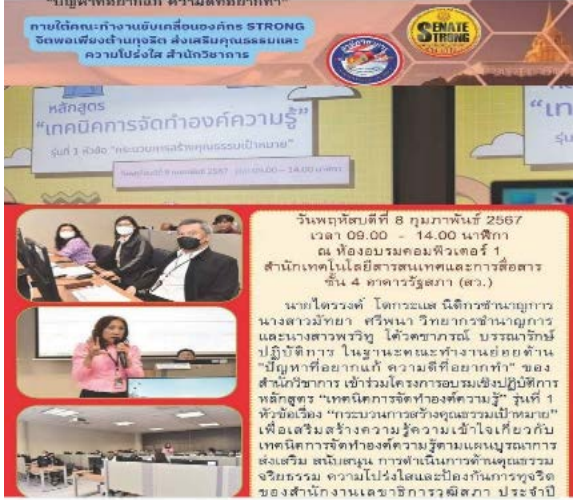 "ปัญหาที่อยากแก้ ความดีที่อยากทำ"
ภายใต้คณะทำงานขับเคลื่อนองค์กร STRONG
จิตพอเพียงต้านทุจริต ส่งเสริมคุณธรรมและ
ความโปร่งใส สำนักวิชาการ
SENATE
STRONG
หลักสูตร
"เทคนิคการจัดทำองค์ความรู้"
รุ่นที่ 1 หัวข้อ "กระบวนการสร้างคุณธรรมเป้าหมาย"
2567 09.00 – 14.00 นาฬิกา
วันพฤหัสบดีที่ 8 กุมภาพันธ์ 2567
เวลา 09.00 - 14.00 นาฬิกา
ณ ห้องอบรมคอมพิวเตอร์ 1
สำนักเทคโนโลยีสารสนเทศและการสื่อสาร
ชั้น 4 อาคารรัฐสภา (สว.)
นายไตรรงค์ โตกระแส นิติกรชำนาญการ
นางสาวมัทยา ศรีพนา วิทยากรชำนาญการ
และนางสาวพรวิทู โค้วคชาภรณ์ บรรณารักษ์
ปฏิบัติการ ในฐานะคณะทำงานย่อยด้าน
"ปัญหาที่อยากแก้ ความดีที่อยากทำ" ของ
สำนักวิชาการ เข้าร่วมโครงการอบรมเชิงปฏิบัติการ
หลักสูตร "เทคนิคการจัดทำองค์ความรู้" รุ่นที่ 1
หัวข้อเรื่อง "กระบวนการสร้างคุณธรรมเป้าหมาย"
เพื่อเสริมสร้างความรู้ความเข้าใจเกี่ยวกับ
เทคนิคการจัดทำองค์ความรู้ตามแผนบูรณาการ
ส่งเสริม สนับสนุน การดำเนินการด้านคุณธรรม
จริยธรรม ความโปร่งใสและป้องกันการทุจริต
ของสำนักงานเลขาธิการวุฒิสภา ประจำปี